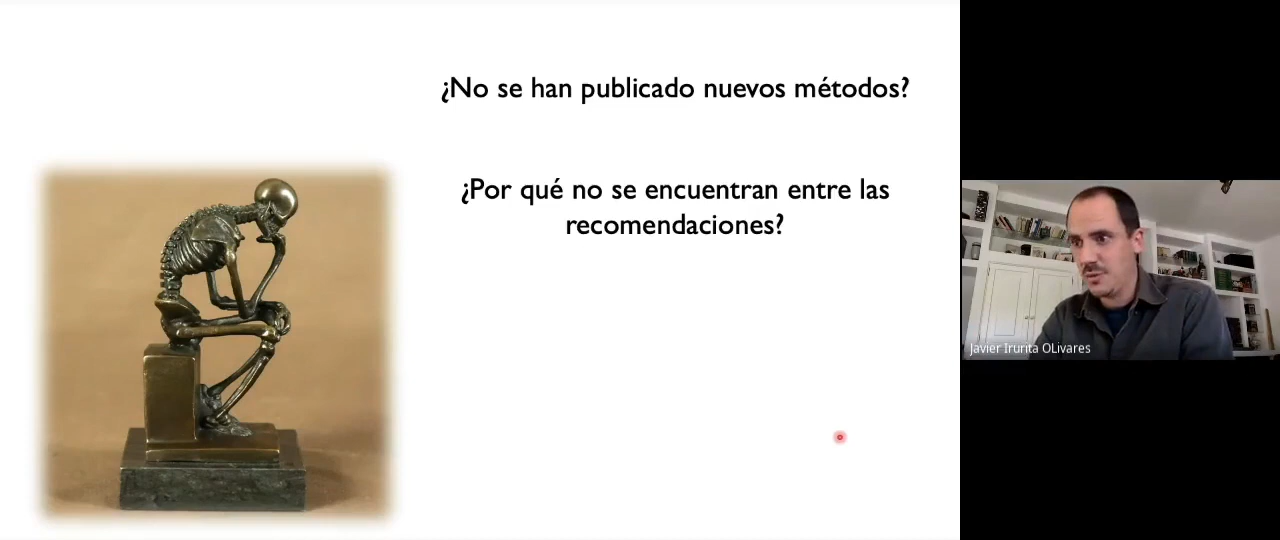 ¿No se han publicado nuevos métodos?
¿Por qué no se encuentran entre las
recomendaciones?
Javier Irurita OLivares